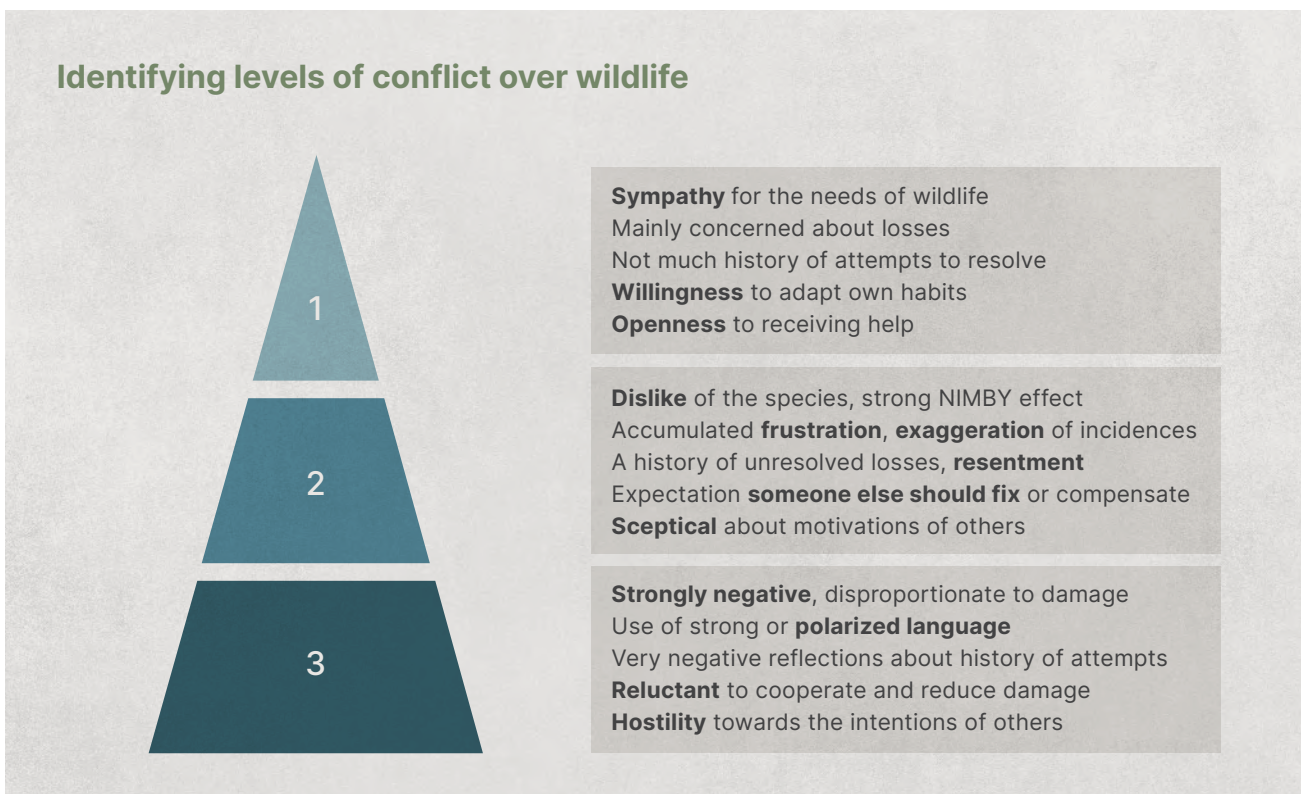 Identifying levels of conflict over wildlife
1
Sympathy for the needs of wildlife
Mainly concerned about losses
Not much history of attempts to resolve
Willingness to adapt own habits
Openness to receiving help
2
Dislike of the species, strong NIMBY effect
Accumulated frustration, exaggeration of incidences
A history of unresolved losses, resentment
Expectation someone else should fix or compensate
Sceptical about motivations of others
3
Strongly negative, disproportionate to damage
Use of strong or polarized language
Very negative reflections about history of attempts
Reluctant to cooperate and reduce damage
Hostility towards the intentions of others